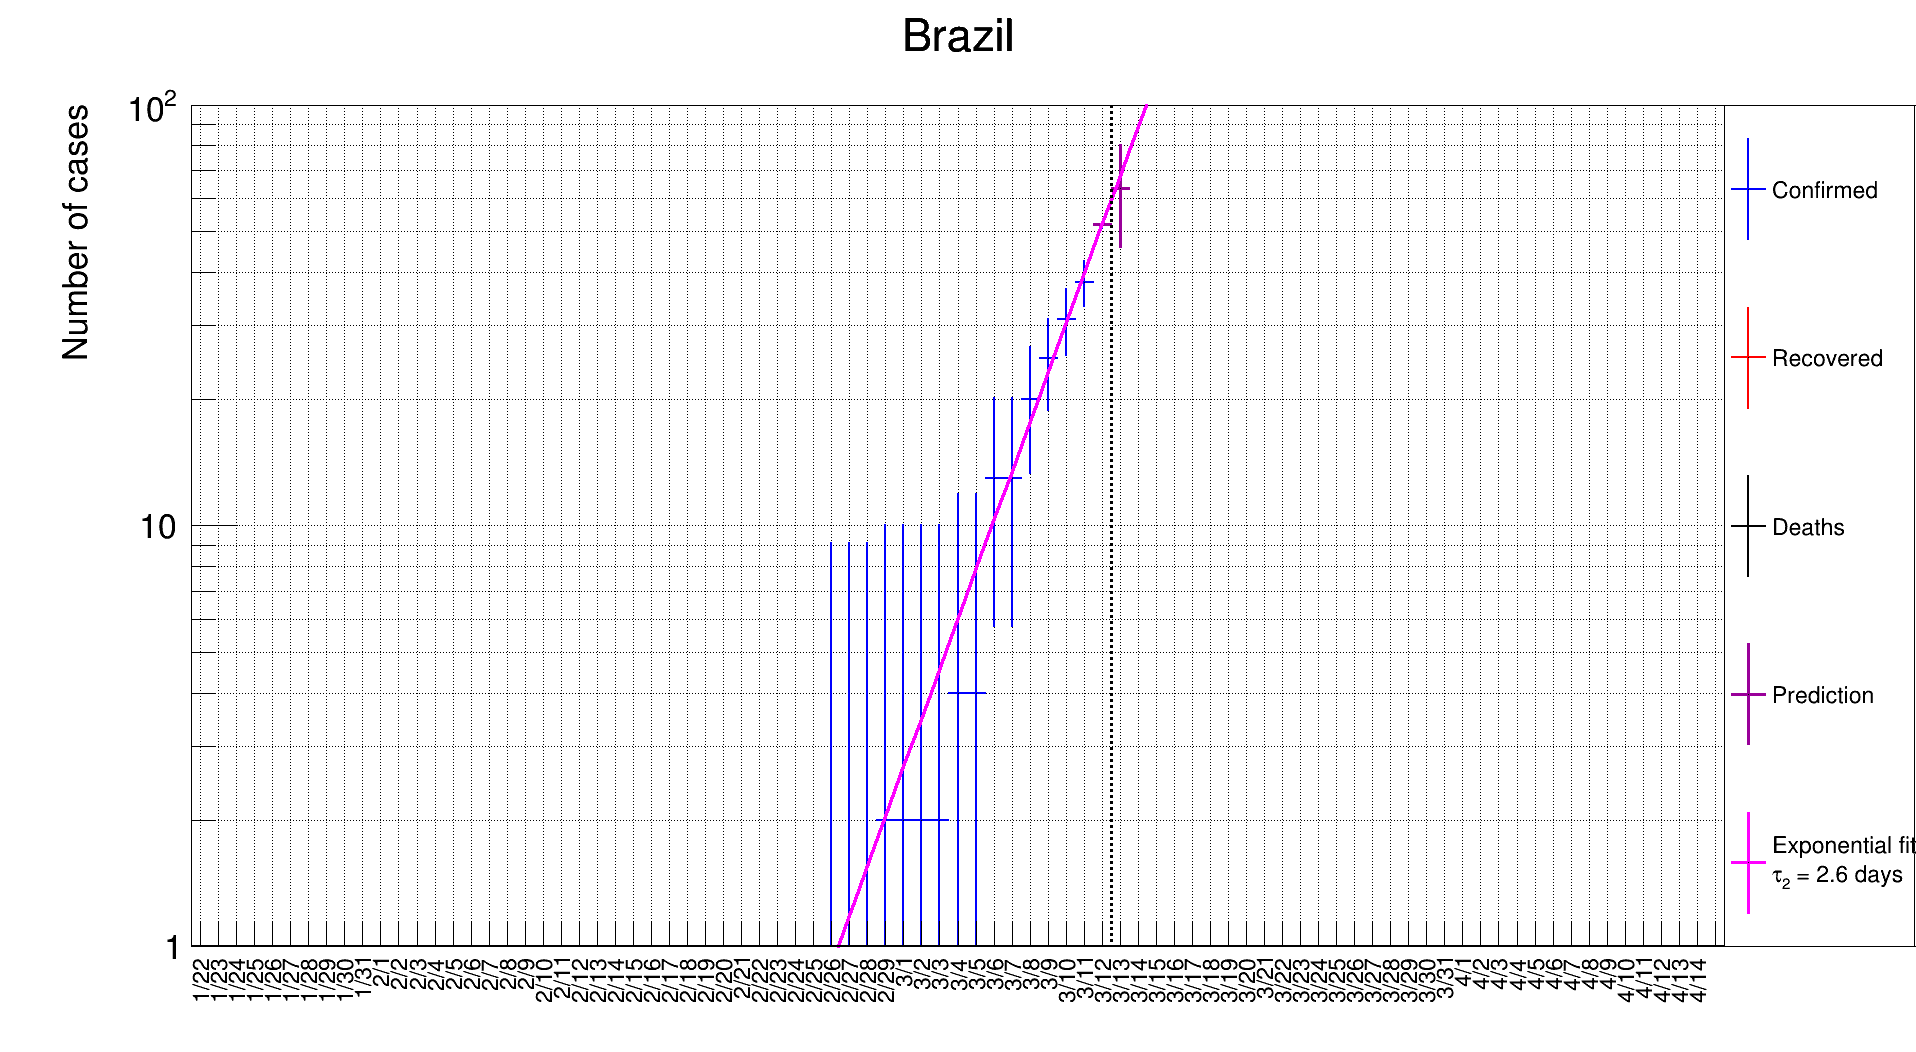 Brazil
Number of cases
10²
10
1
1/22 1/23 1/24 1/25 1/26 1/27 1/28 1/29 1/30 1/31 2/1 2/2 2/3 2/4 2/5 2/6 2/7 2/8 2/9 2/10 2/11 2/12 2/13 2/14 2/15 2/16 2/17 2/18 2/19 2/20 2/21 2/22 2/23 2/24 2/25 2/26 2/27 2/28 2/29 3/1 3/2 3/3 3/4 3/5 3/6 3/7 3/8 3/9 3/10 3/11 3/12 3/13 3/14 3/15 3/16 3/17 3/18 3/19 3/20 3/21 3/22 3/23 3/24 3/25 3/26 3/27 3/28 3/29 3/30 3/31 4/1 4/2 4/3 4/4 4/5 4/6 4/7 4/8 4/9 4/10 4/11 4/12 4/13 4/14
Confirmed
Recovered
Deaths
Prediction
Exponential fit
τ₂ = 2.6 days